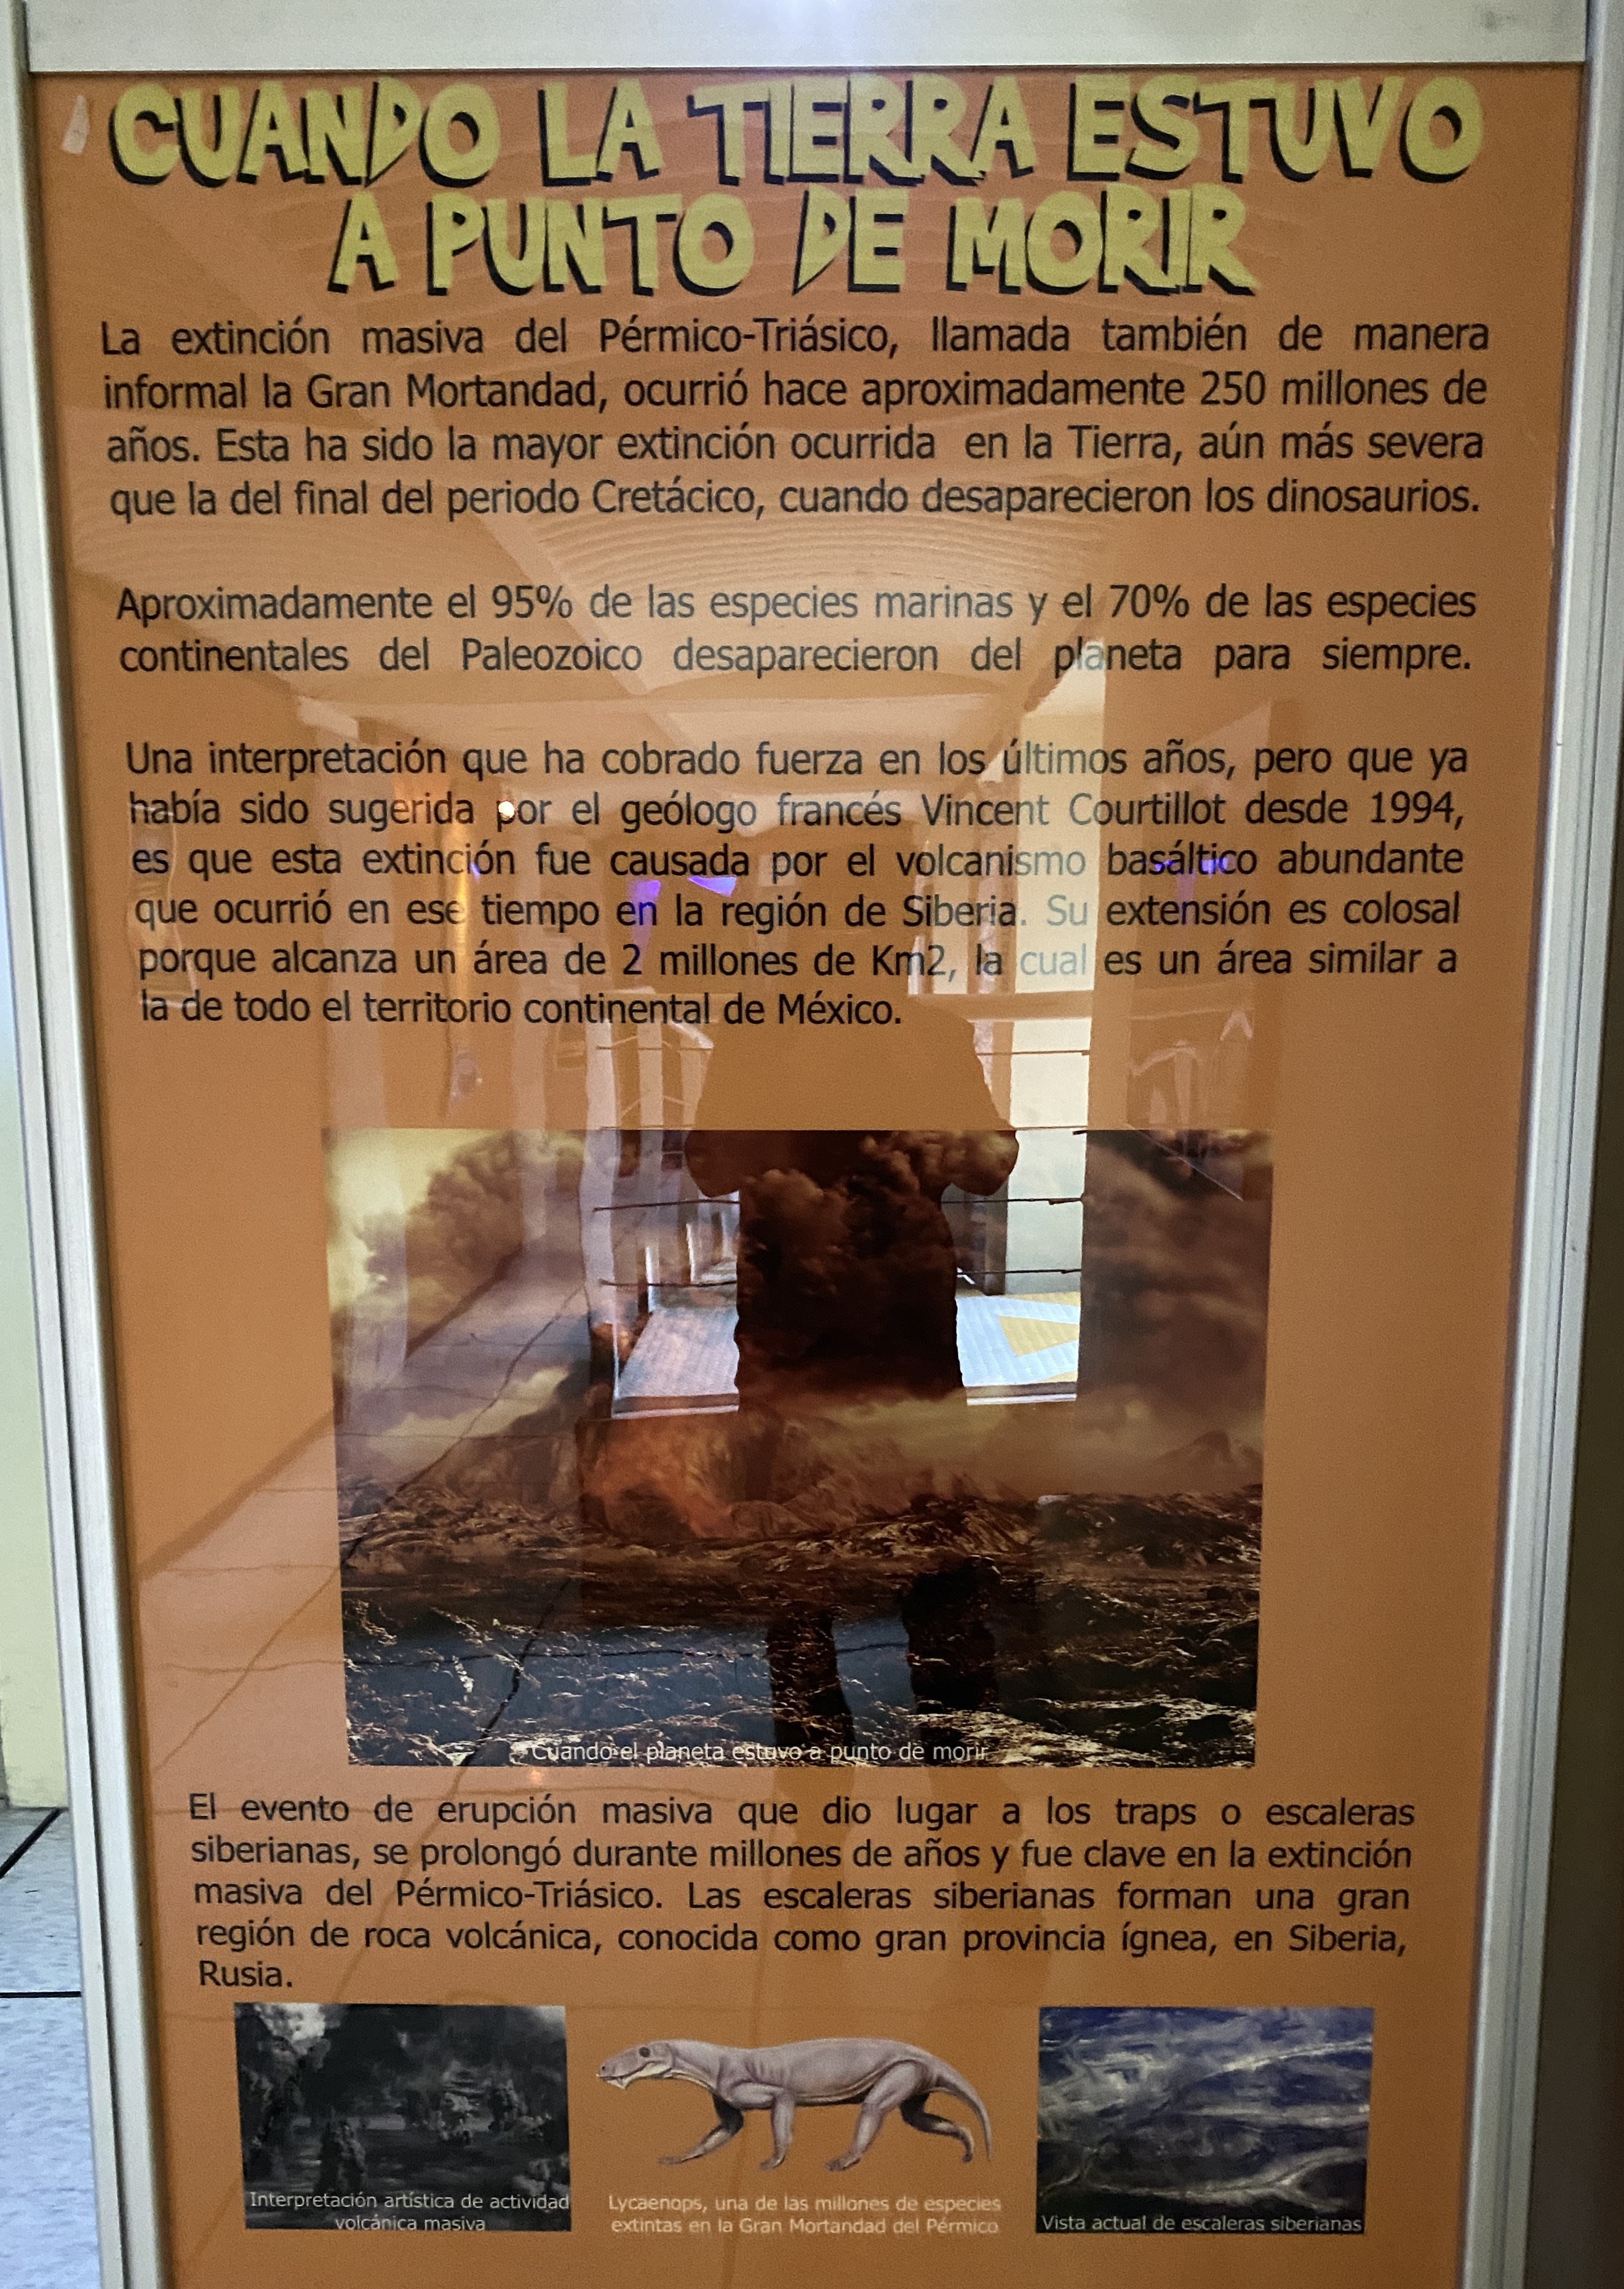 CUANDO LA TIERRA ESTUVO
A PUNTO DE MORIR
La extinción masiva del Pérmico-Triásico, llamada también de manera
informal la Gran Mortandad, ocurrió hace aproximadamente 250 millones de
años. Esta ha sido la mayor extinción ocurrida en la Tierra, aún más severa
que la del final del periodo Cretácico, cuando desaparecieron los dinosaurios.
Aproximadamente el 95% de las especies marinas y el 70% de las especies
continentales del Paleozoico desaparecieron del planeta para siempre.
Una interpretación que ha cobrado fuerza en los últimos años, pero que ya
había sido sugerida por el geólogo francés Vincent Courtillot desde 1994,
es que esta extinción fue causada por el volcanismo basáltico abundante
que ocurrió en ese tiempo en la región de Siberia. Su extensión es colosal
porque alcanza un área de 2 millones de Km2, la cual es un área similar a
la de todo el territorio continental de México.
Cuando el planeta estuvo a punto de morir
El evento de erupción masiva que dio lugar a los traps o escaleras
siberianas, se prolongó durante millones de años y fue clave en la extinción
masiva del Pérmico-Triásico. Las escaleras siberianas forman una gran
región de roca volcánica, conocida como gran provincia ígnea, en Siberia,
Rusia.
Interpretación artística de actividad
volcánica masiva
Lycaenops, una de las millones de especies
extintas en la Gran Mortandad del Pérmico
Vista actual de escaleras siberianas